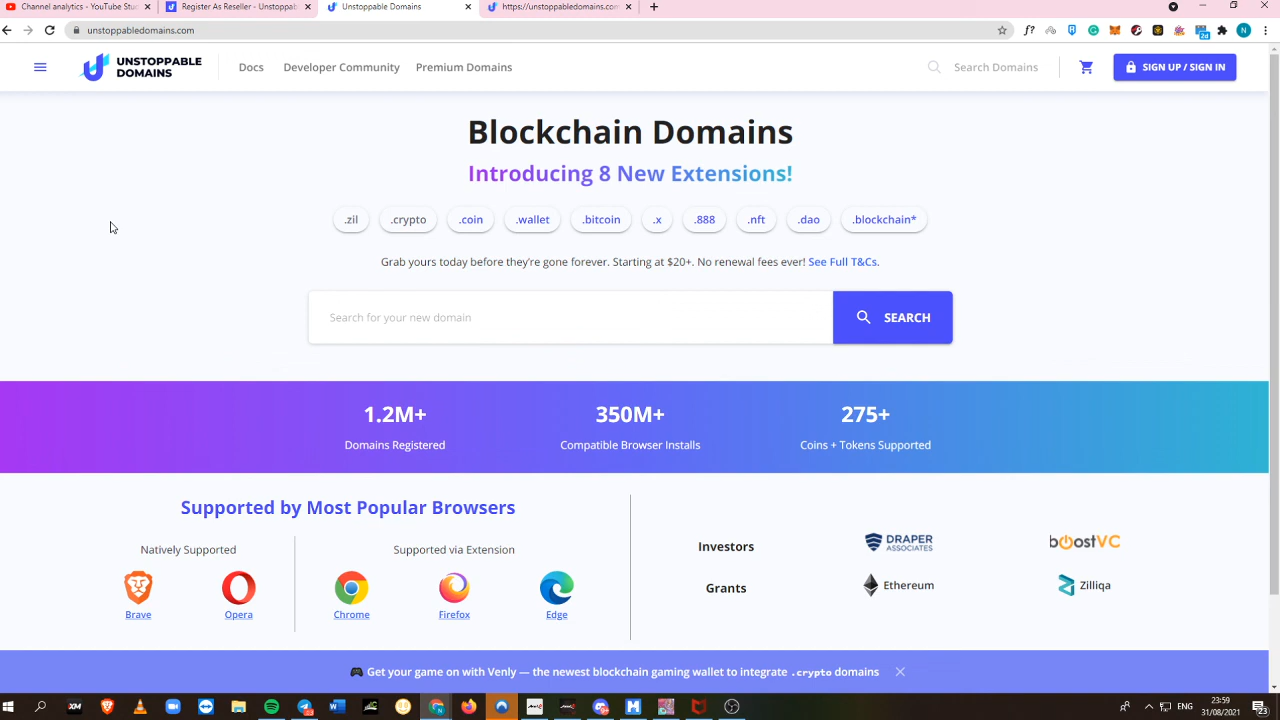 Channel analytics - YouTube Stu
Register As Reseller - Unstoppabl
Unstoppable Domains
https://unstoppabledomains.com
unstoppabledomains.com
UNSTOPPABLE
DOMAINS
Docs
Developer Community
Premium Domains
Search Domains
SIGN UP / SIGN IN
Blockchain Domains
Introducing 8 New Extensions!
.zil .crypto .coin .wallet .bitcoin .x .888 .nft .dao .blockchain*
Grab yours today before they're gone forever. Starting at $20+. No renewal fees ever! See Full T&Cs.
Search for your new domain
SEARCH
1.2M+
Domains Registered
350M+
Compatible Browser Installs
275+
Coins + Tokens Supported
Supported by Most Popular Browsers
Natively Supported
Supported via Extension
Brave
Opera
Chrome
Firefox
Edge
Investors
DRAPER
ASSOCIATES
boostVC
Grants
Ethereum
Zilliqa
Get your game on with Venly — the newest blockchain gaming wallet to integrate .crypto domains
ENG
23:59
31/08/2021